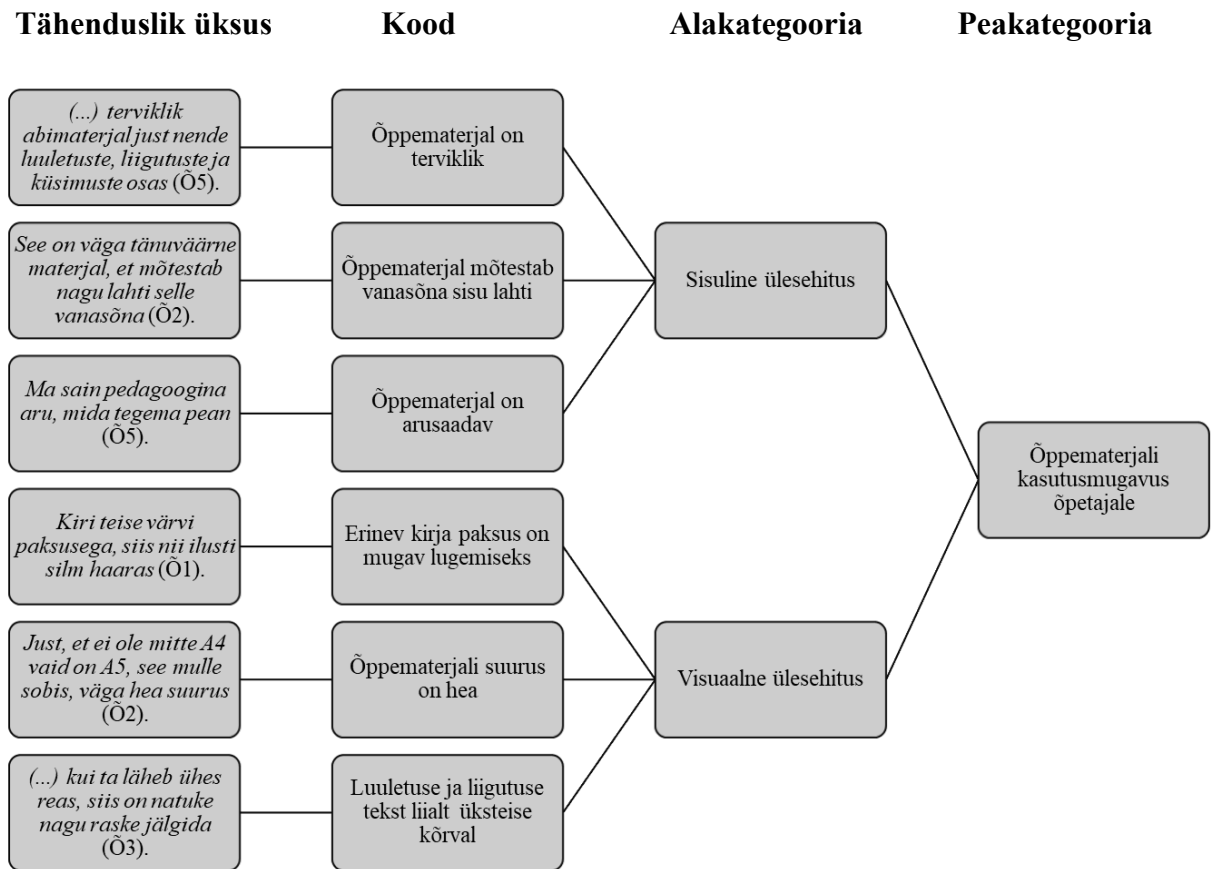 Tähenduslik üksus Kood Alakategooria Peakategooria
(...) terviklik
abimaterjal just nende
luuletuste, liigutuste ja
küsimuste osas (Õ5).
Õppematerjal on
terviklik
See on väga tänuväärne
materjal, et mõtestab
nagu lahti selle
vanasõna (Õ2).
Õppematerjal mõtestab
vanasõna sisu lahti
Sisuline ülesehitus
Ma sain pedagoogina
aru, mida tegema pean
(Õ5).
Õppematerjal on
arusaadav
Õppematerjali
kasutusmugavus
õpetajale
Kiri teise värvi
paksusega, siis nii ilusti
silm haaras (Õ1).
Erinev kirja paksus on
mugav lugemiseks
Just, et ei ole mitte A4
vaid on A5, see mulle
sobis, väga hea suurus
(Õ2).
Õppematerjali suurus
on hea
Visuaalne ülesehitus
(...) kui ta läheb ühes
reas, siis on natuke
nagu raske jälgida
(Õ3).
Luuletuse ja liigutuse
tekst liialt üksteise
kõrval